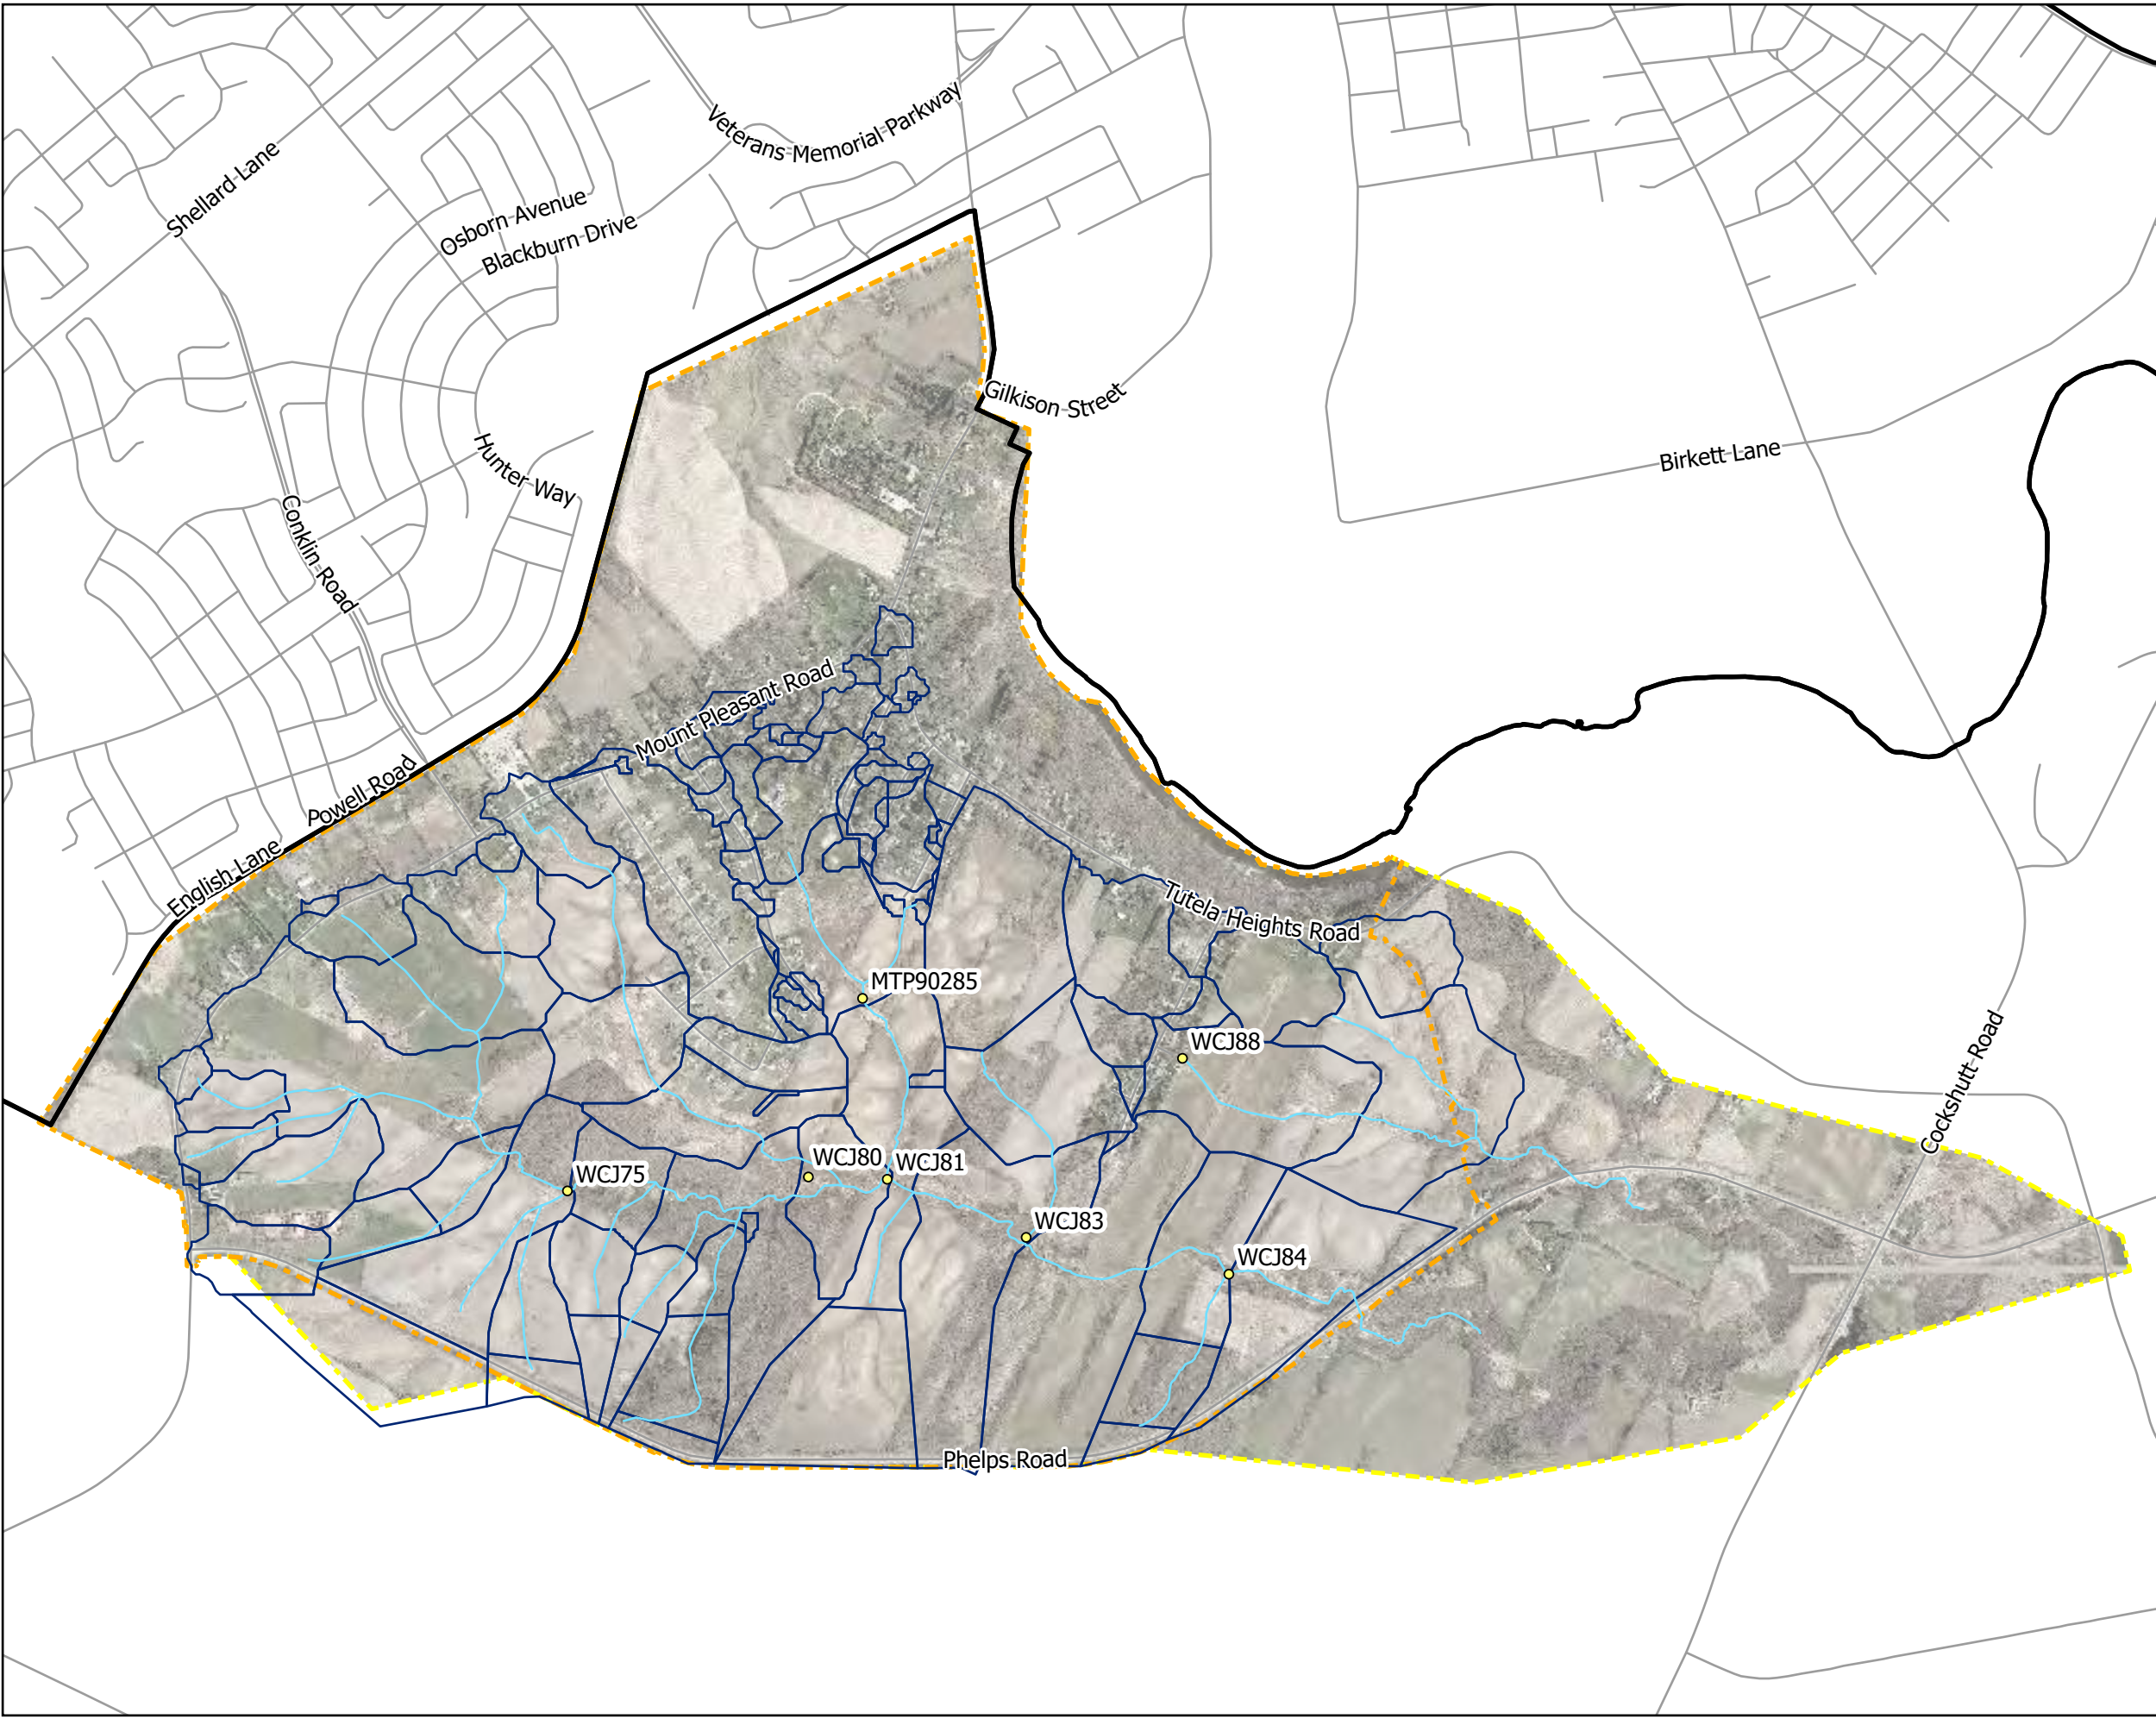 Veterans Memorial Parkway
Shellard Lane
Osborn Avenue
Blackburn Drive
Gilkison Street
Birkett Lane
Hunter Way
Conklin Road
Mount Pleasant Road
Powell Road
English Lane
Tutela Heights Road
MTP90285
WCJ88
Cockshutt Road
WCJ80
WCJ81
WCJ75
WCJ83
WCJ84
Phelps Road